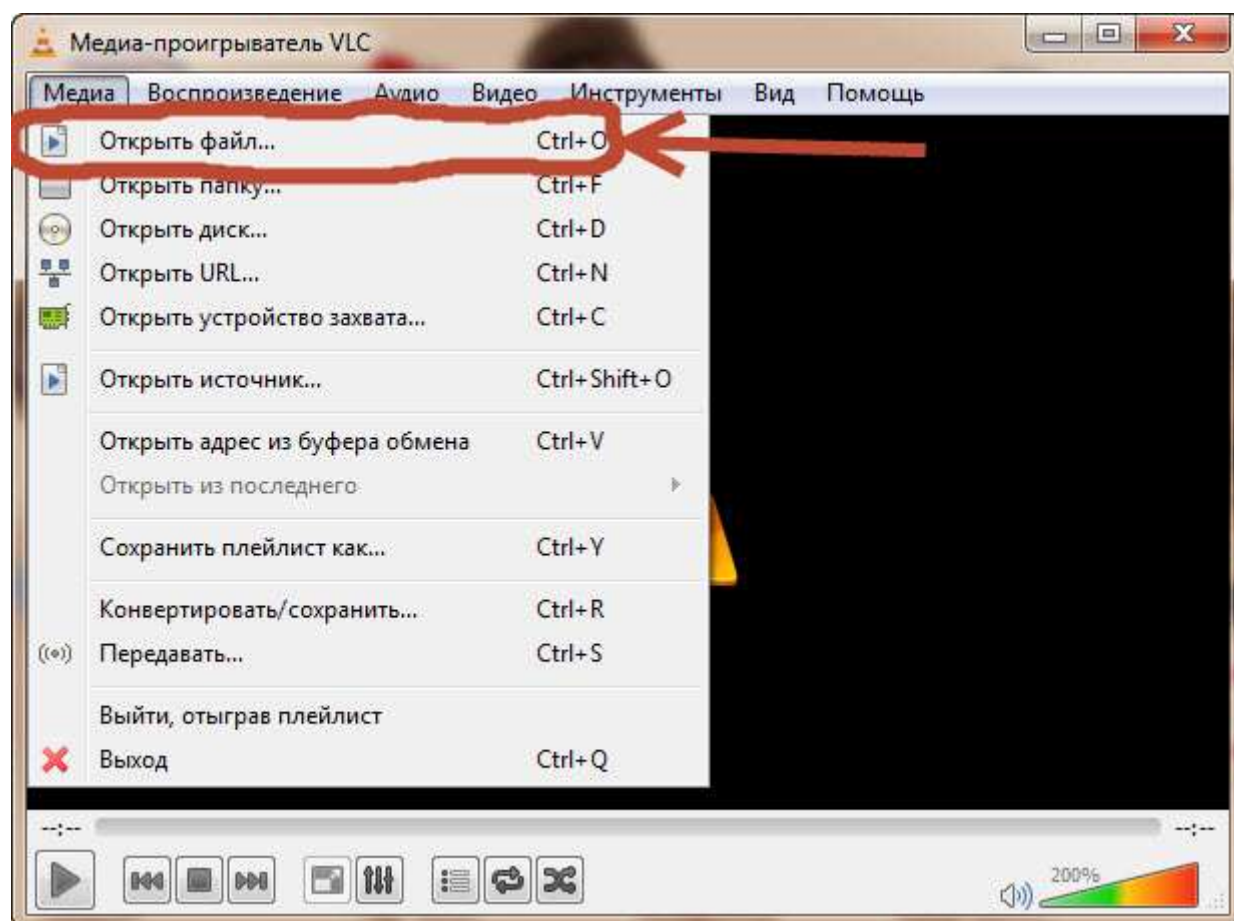 Медиа-проигрыватель VLC
Медиа Воспроизведение Аудио Видео Инструменты Вид Помощь
Открыть файл... Ctrl+O
Открыть папку... Ctrl+F
Открыть диск... Ctrl+D
Открыть URL... Ctrl+N
Открыть устройство захвата... Ctrl+C
Открыть источник... Ctrl+Shift+O
Открыть адрес из буфера обмена Ctrl+V
Открыть из последнего
Сохранить плейлист как... Ctrl+Y
Конвертировать/сохранить... Ctrl+R
Передавать... Ctrl+S
Выйти, отыграв плейлист
Выход Ctrl+Q
--:-- --:--
200%